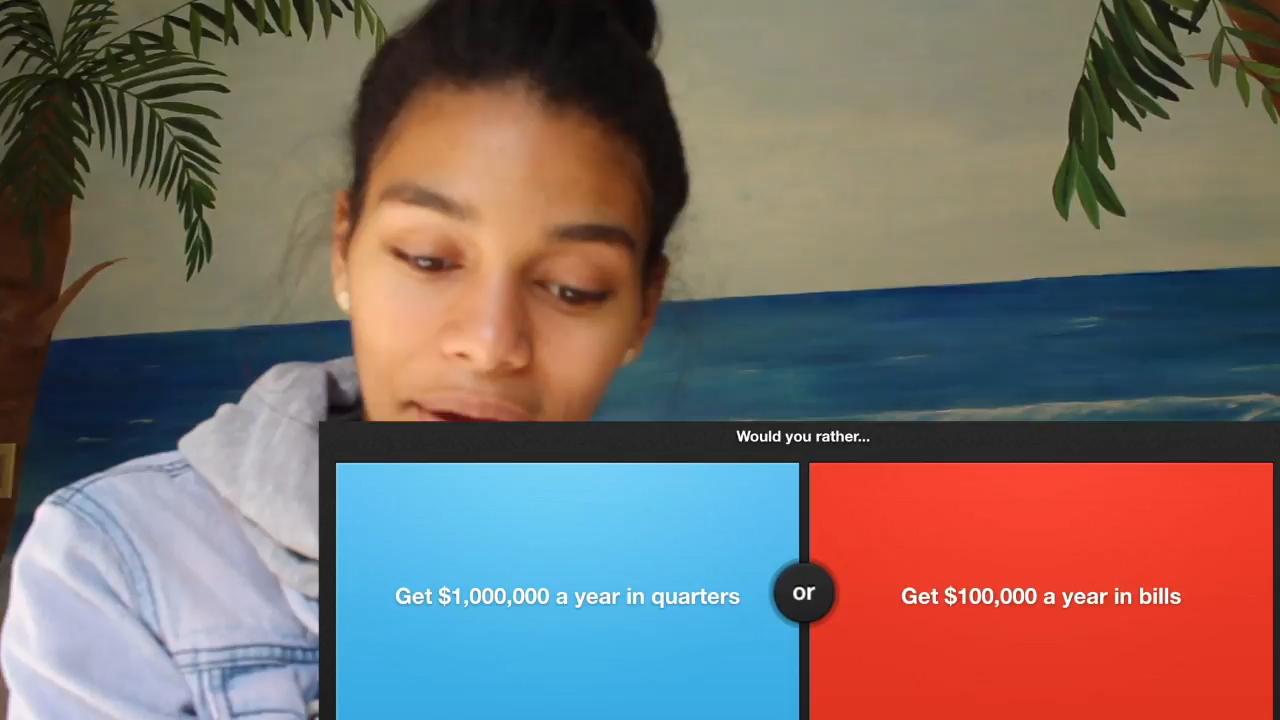 Would you rather...
Get $1,000,000 a year in quarters
or
Get $100,000 a year in bills